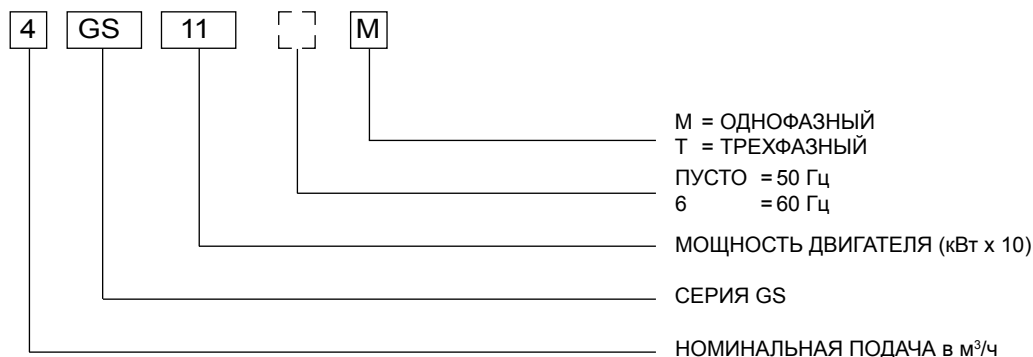 4 GS 11 M
М = ОДНОФАЗНЫЙ
Т = ТРЕХФАЗНЫЙ
ПУСТО = 50 Гц
6 = 60 Гц
МОЩНОСТЬ ДВИГАТЕЛЯ (кВт x 10)
СЕРИЯ GS
НОМИНАЛЬНАЯ ПОДАЧА в м³/ч